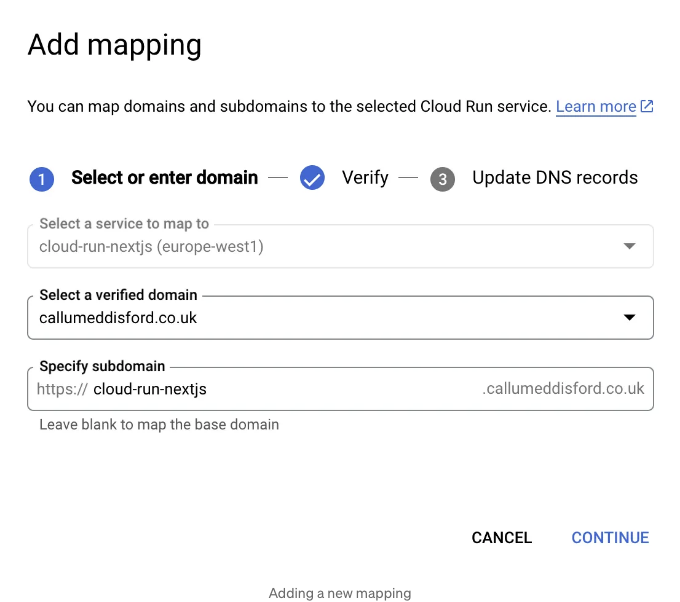 Add mapping
You can map domains and subdomains to the selected Cloud Run service. Learn more
1 Select or enter domain — Verify — 3 Update DNS records
Select a service to map to
cloud-run-nextjs (europe-west1)
Select a verified domain
callumeddisford.co.uk
Specify subdomain
https:// cloud-run-nextjs .callumeddisford.co.uk
Leave blank to map the base domain
CANCEL CONTINUE
Adding a new mapping